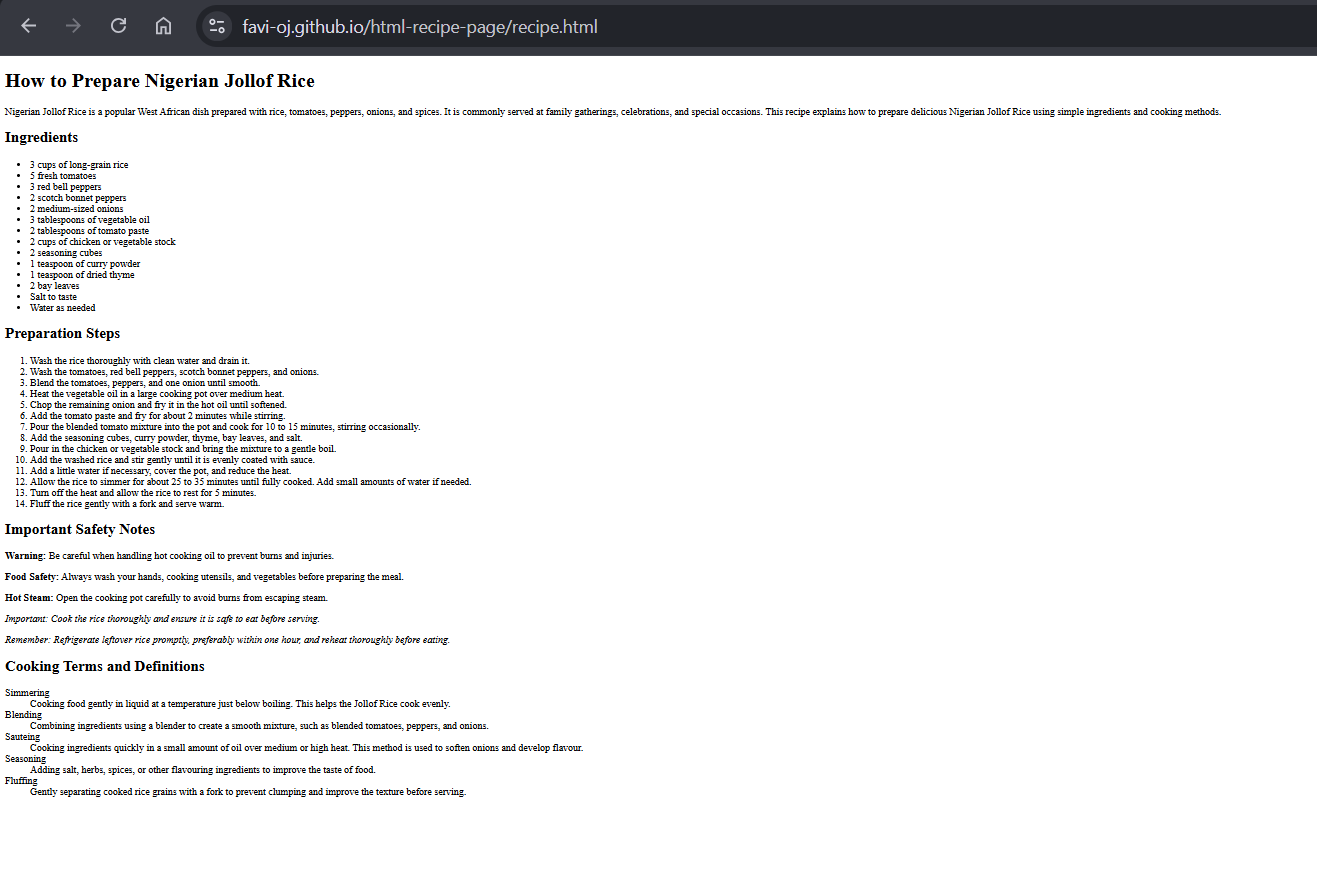 favi-oj.github.io/html-recipe-page/recipe.html
How to Prepare Nigerian Jollof Rice
Nigerian Jollof Rice is a popular West African dish prepared with rice, tomatoes, peppers, onions, and spices. It is commonly served at family gatherings, celebrations, and special occasions. This recipe explains how to prepare delicious Nigerian Jollof Rice using simple ingredients and cooking methods.
Ingredients
• 3 cups of long-grain rice
• 5 fresh tomatoes
• 3 red bell peppers
• 2 scotch bonnet peppers
• 2 medium-sized onions
• 3 tablespoons of vegetable oil
• 2 tablespoons of tomato paste
• 2 cups of chicken or vegetable stock
• 2 seasoning cubes
• 1 teaspoon of curry powder
• 1 teaspoon of dried thyme
• 2 bay leaves
• Salt to taste
• Water as needed
Preparation Steps
1. Wash the rice thoroughly with clean water and drain it.
2. Wash the tomatoes, red bell peppers, scotch bonnet peppers, and onions.
3. Blend the tomatoes, peppers, and one onion until smooth.
4. Heat the vegetable oil in a large cooking pot over medium heat.
5. Chop the remaining onion and fry it in the hot oil until softened.
6. Add the tomato paste and fry for about 2 minutes while stirring.
7. Pour the blended tomato mixture into the pot and cook for 10 to 15 minutes, stirring occasionally.
8. Add the seasoning cubes, curry powder, thyme, bay leaves, and salt.
9. Pour in the chicken or vegetable stock and bring the mixture to a gentle boil.
10. Add the washed rice and stir gently until it is evenly coated with sauce.
11. Add a little water if necessary, cover the pot, and reduce the heat.
12. Allow the rice to simmer for about 25 to 35 minutes until fully cooked. Add small amounts of water if needed.
13. Turn off the heat and allow the rice to rest for 5 minutes.
14. Fluff the rice gently with a fork and serve warm.
Important Safety Notes
Warning: Be careful when handling hot cooking oil to prevent burns and injuries.
Food Safety: Always wash your hands, cooking utensils, and vegetables before preparing the meal.
Hot Steam: Open the cooking pot carefully to avoid burns from escaping steam.
Important: Cook the rice thoroughly and ensure it is safe to eat before serving.
Remember: Refrigerate leftover rice promptly, preferably within one hour, and reheat thoroughly before eating.
Cooking Terms and Definitions
Simmering
Cooking food gently in liquid at a temperature just below boiling. This helps the Jollof Rice cook evenly.
Blending
Combining ingredients using a blender to create a smooth mixture, such as blended tomatoes, peppers, and onions.
Sauteing
Cooking ingredients quickly in a small amount of oil over medium or high heat. This method is used to soften onions and develop flavour.
Seasoning
Adding salt, herbs, spices, or other flavouring ingredients to improve the taste of food.
Fluffing
Gently separating cooked rice grains with a fork to prevent clumping and improve the texture before serving.